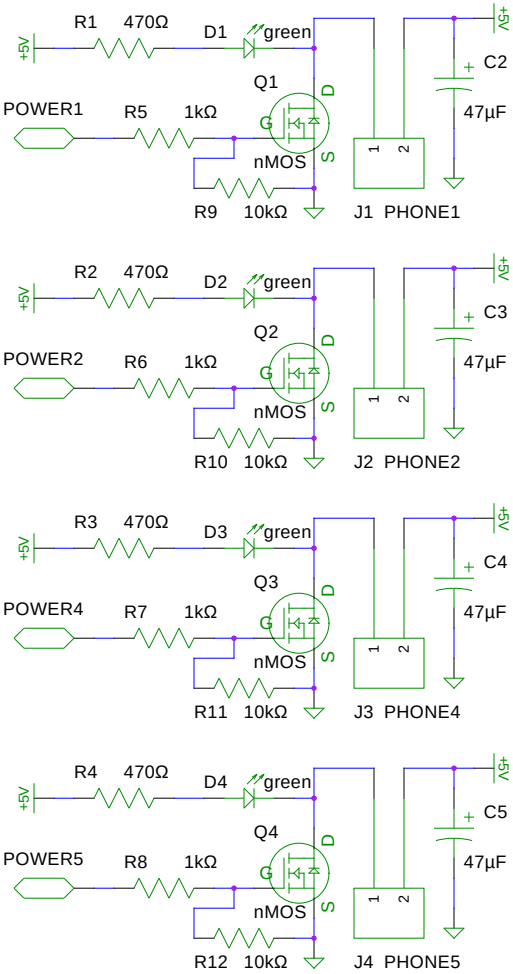 R1 470Ω D1 green +5V
+5V C2
Q1 D
POWER1 R5 1kΩ G 47µF
nMOS S 1 2
R9 10kΩ J1 PHONE1
R2 470Ω D2 green +5V
+5V C3
Q2 D
POWER2 R6 1kΩ G 47µF
nMOS S 1 2
R10 10kΩ J2 PHONE2
R3 470Ω D3 green +5V
+5V C4
Q3 D
POWER4 R7 1kΩ G 47µF
nMOS S 1 2
R11 10kΩ J3 PHONE4
R4 470Ω D4 green +5V
+5V C5
Q4 D
POWER5 R8 1kΩ G 47µF
nMOS S 1 2
R12 10kΩ J4 PHONE5